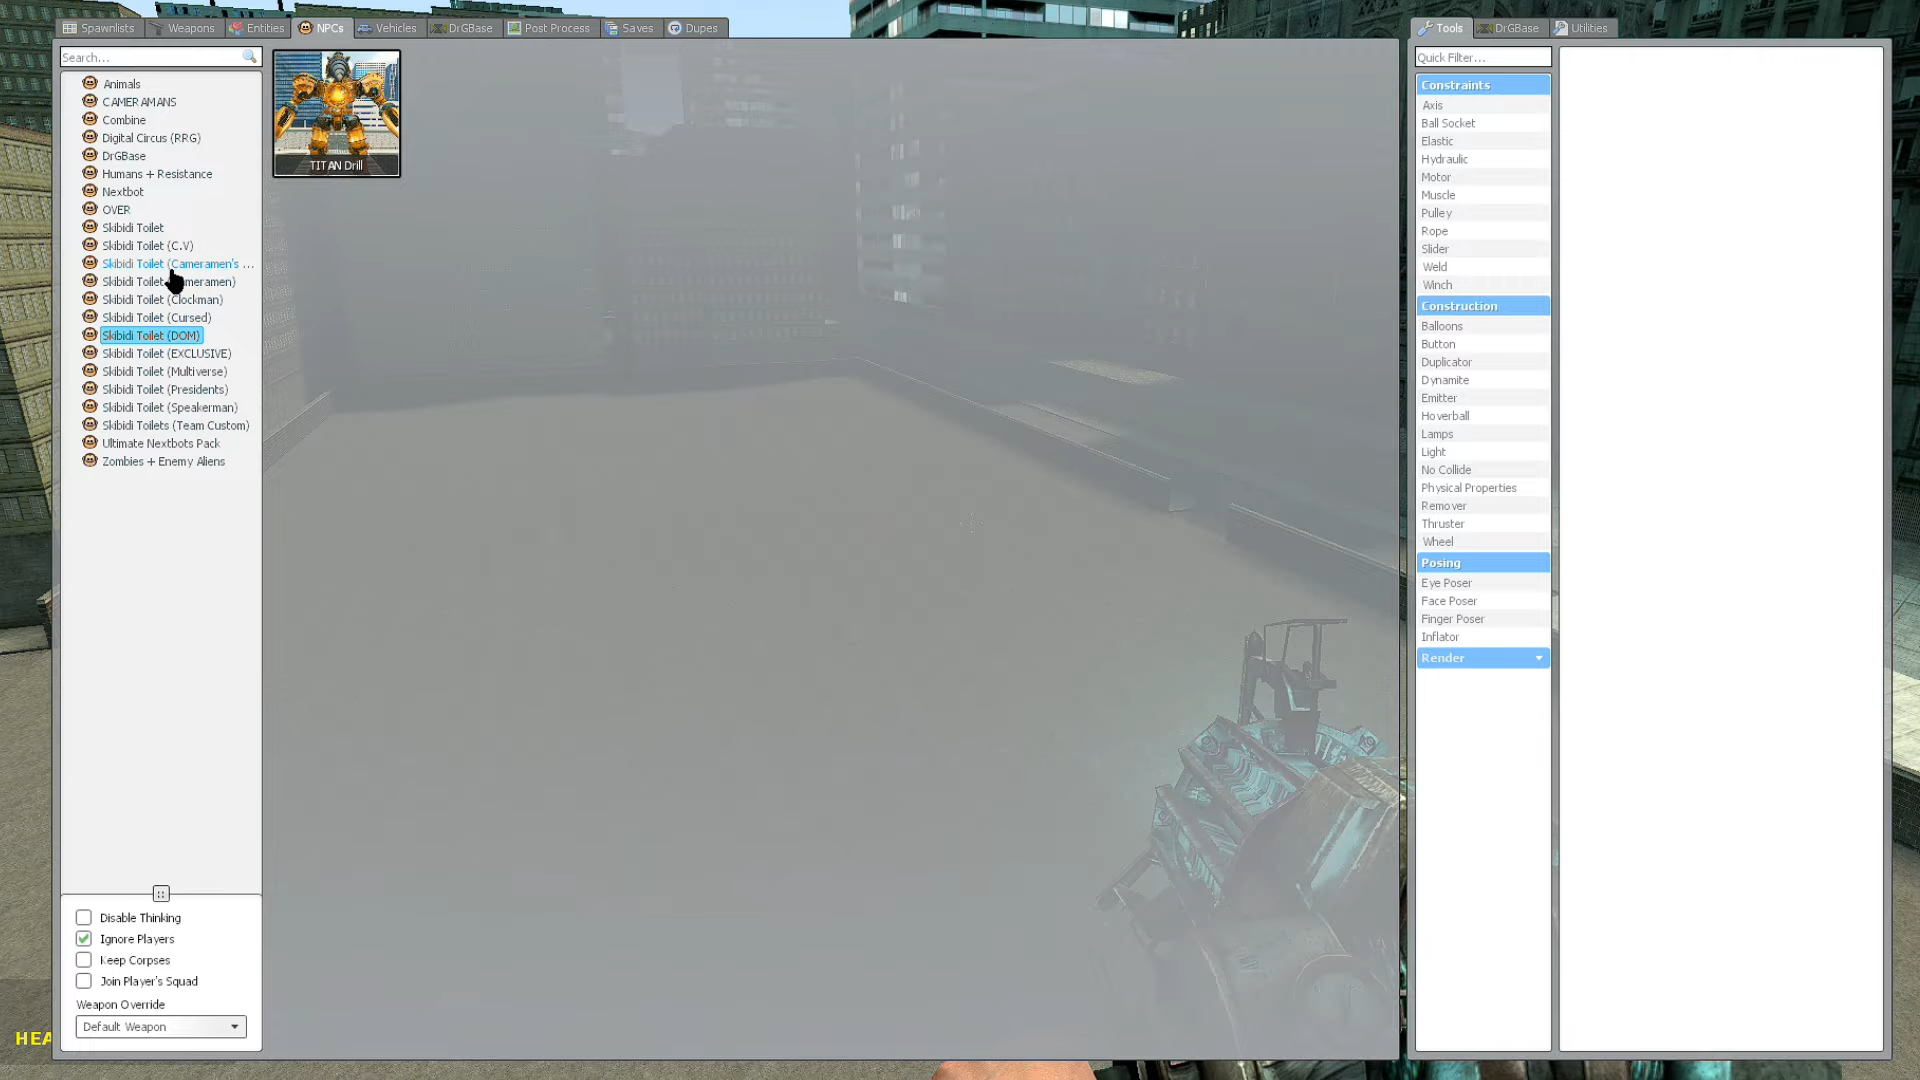 Spawnlists
Weapons
Entities
NPCs
Vehicles
DrGBase
Post Process
Saves
Dupes
Search...
Animals
CAMERAMANS
Combine
Digital Circus (RRG)
DrGBase
Humans + Resistance
Nextbot
OVER
Skibidi Toilet
Skibidi Toilet (C.V)
Skibidi Toilet (Cameramen's ...
Skibidi Toilet meramen)
Skibidi Toilet (Clockman)
Skibidi Toilet (Cursed)
Skibidi Toilet (DOM)
Skibidi Toilet (EXCLUSIVE)
Skibidi Toilet (Multiverse)
Skibidi Toilet (Presidents)
Skibidi Toilet (Speakerman)
Skibidi Toilets (Team Custom)
Ultimate Nextbots Pack
Zombies + Enemy Aliens
TITAN Drill
Disable Thinking
Ignore Players
Keep Corpses
Join Player's Squad
Weapon Override
Default Weapon
HEA
Tools
DrGBase
Utilities
Quick Filter...
Constraints
Axis
Ball Socket
Elastic
Hydraulic
Motor
Muscle
Pulley
Rope
Slider
Weld
Winch
Construction
Balloons
Button
Duplicator
Dynamite
Emitter
Hoverball
Lamps
Light
No Collide
Physical Properties
Remover
Thruster
Wheel
Posing
Eye Poser
Face Poser
Finger Poser
Inflator
Render